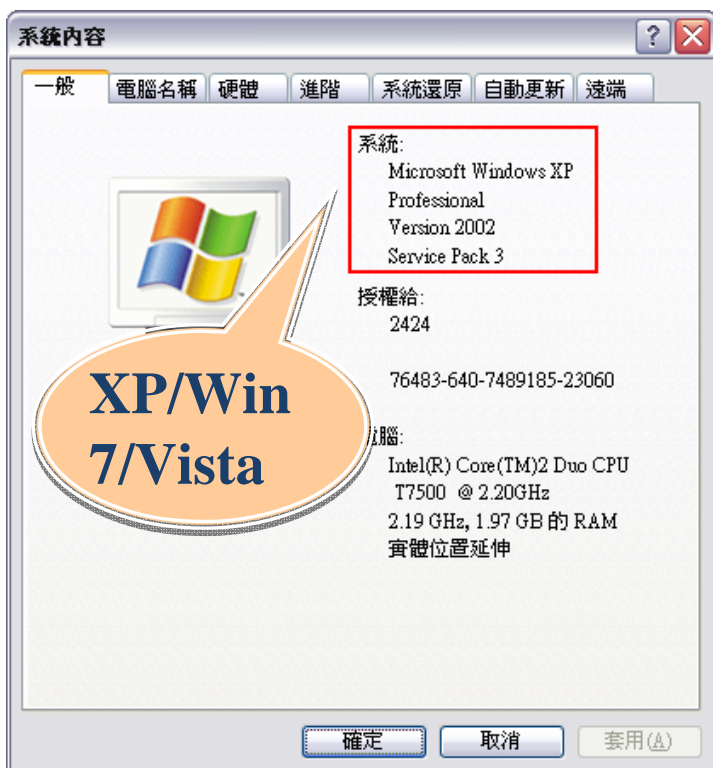 系統內容
一般 電腦名稱 硬體 進階 系統還原 自動更新 遠端
系統:
Microsoft Windows XP
Professional
Version 2002
Service Pack 3
授權給:
2424
76483-640-7489185-23060
XP/Win
7/Vista
腦:
Intel(R) Core(TM)2 Duo CPU
T7500 @ 2.20GHz
2.19 GHz, 1.97 GB 的 RAM
實體位置延伸
確定 取消 套用(A)